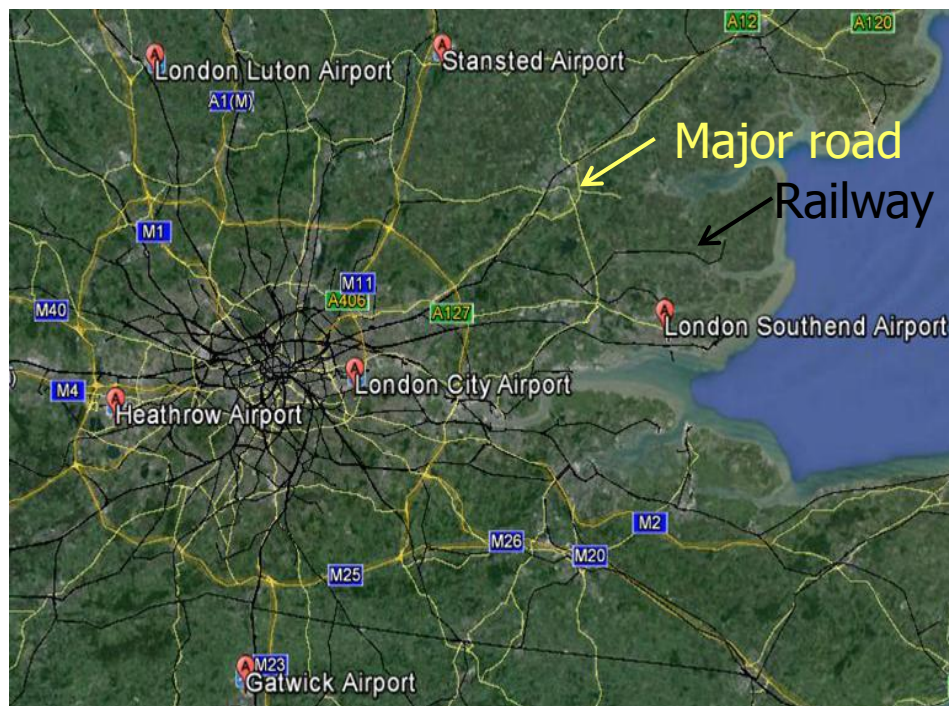 A12
A120
A
London Luton Airport
A
Stansted Airport
A1(M)
Major road
Railway
M1
M11
A406
M40
A127
A
London Southend Airport
)
M4
A
London City Airport
A
Heathrow Airport
M2
M26
M20
M25
A
M23
Gatwick Airport